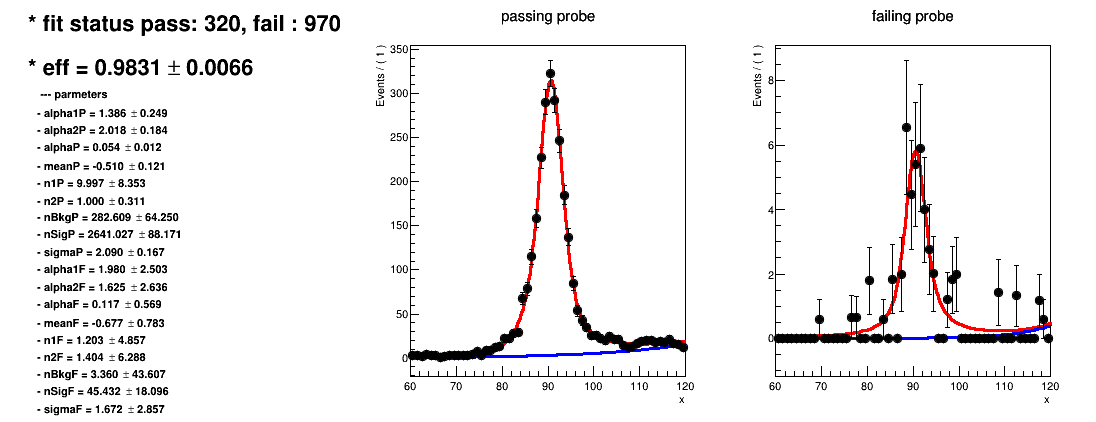 * fit status pass: 320, fail : 970
* eff = 0.9831 ± 0.0066
--- parmeters
- alpha1P = 1.386 ± 0.249
- alpha2P = 2.018 ± 0.184
- alphaP = 0.054 ± 0.012
- meanP = -0.510 ± 0.121
- n1P = 9.997 ± 8.353
- n2P = 1.000 ± 0.311
- nBkgP = 282.609 ± 64.250
- nSigP = 2641.027 ± 88.171
- sigmaP = 2.090 ± 0.167
- alpha1F = 1.980 ± 2.503
- alpha2F = 1.625 ± 2.636
- alphaF = 0.117 ± 0.569
- meanF = -0.677 ± 0.783
- n1F = 1.203 ± 4.857
- n2F = 1.404 ± 6.288
- nBkgF = 3.360 ± 43.607
- nSigF = 45.432 ± 18.096
- sigmaF = 1.672 ± 2.857
passing probe
Events / ( 1 )
350
300
250
200
150
100
50
0
60 70 80 90 100 110 120
x
failing probe
Events / ( 1 )
8
6
4
2
0
60 70 80 90 100 110 120
x